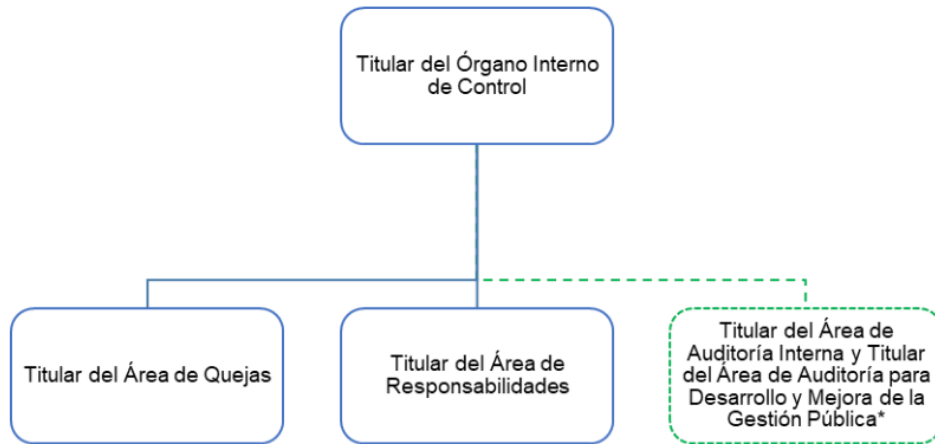 Titular del Órgano Interno
de Control
Titular del Área de Quejas
Titular del Área de
Responsabilidades
Titular del Área de
Auditoría Interna y Titular
del Área de Auditoría para
Desarrollo y Mejora de la
Gestión Pública*